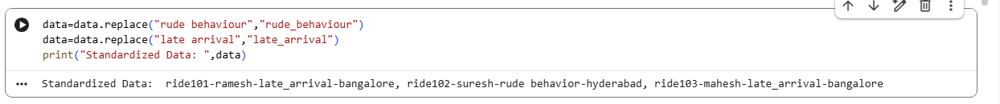 data=data.replace("rude behaviour","rude_behaviour")
data=data.replace("late arrival","late_arrival")
print("Standardized Data: ",data)
Standardized Data:  ride101-ramesh-late_arrival-bangalore, ride102-suresh-rude behavior-hyderabad, ride103-mahesh-late_arrival-bangalore